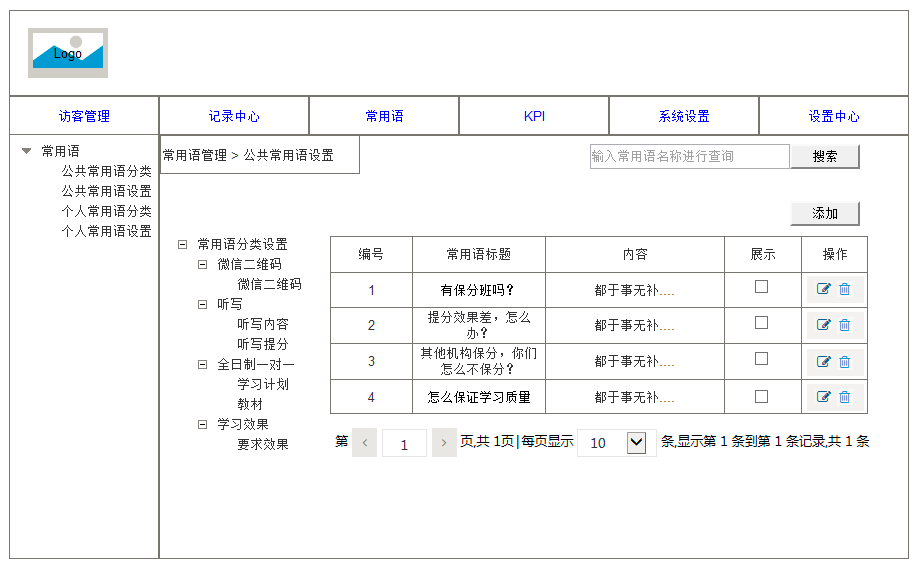 Logo
访客管理 记录中心 常用语 KPI 系统设置 设置中心
常用语
公共常用语分类
公共常用语设置
个人常用语分类
个人常用语设置
常用语管理 > 公共常用语设置
输入常用语名称进行查询 搜索
添加
常用语分类设置
微信二维码
微信二维码
听写
听写内容
听写提分
全日制一对一
学习计划
教材
学习效果
要求效果
编号 常用语标题 内容 展示 操作
1 有保分班吗? 都于事无补....
2 提分效果差，怎么
办? 都于事无补....
3 其他机构保分，你们
怎么不保分? 都于事无补....
4 怎么保证学习质量 都于事无补....
第 < 1 > 页,共 1页|每页显示 10 条,显示第 1 条到第 1 条记录,共 1 条